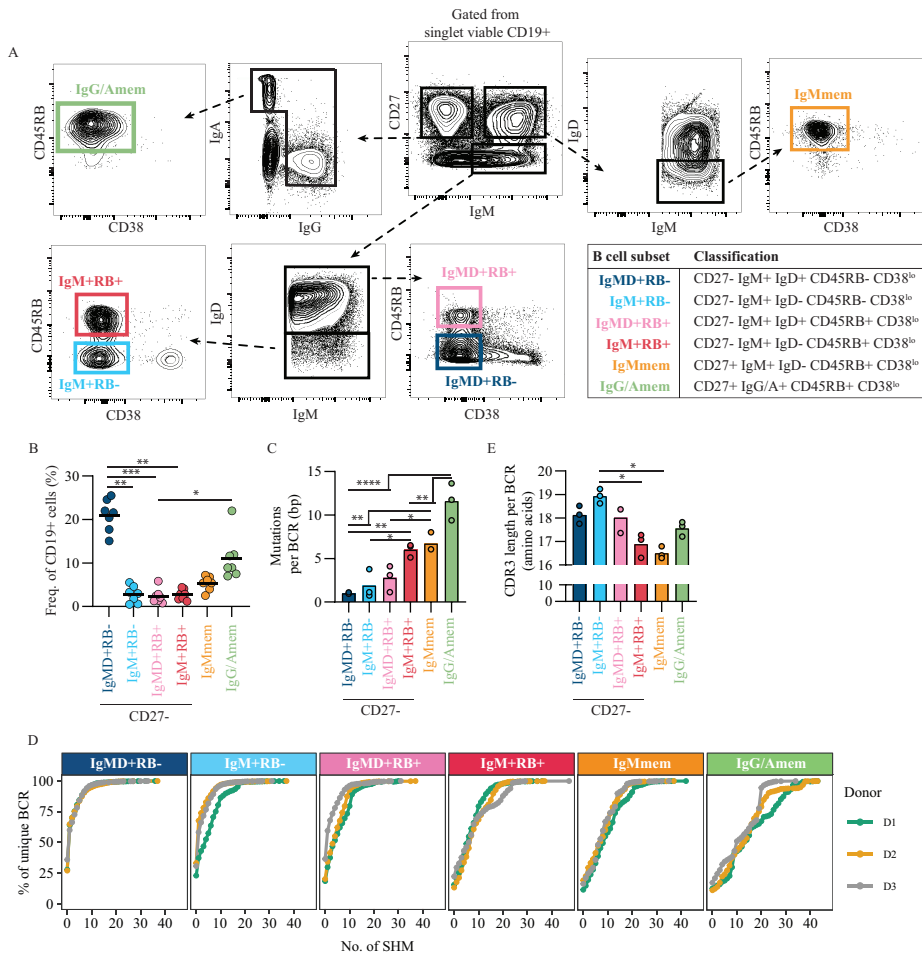 Gated from
singlet viable CD19+
A
IgG/Amem
CD45RB
CD38
IgA
IgG
CD27
IgM
IgD
IgM
IgMmem
CD45RB
CD38
IgM+RB+
IgM+RB-
CD45RB
CD38
IgD
IgM
IgMD+RB+
IgMD+RB-
CD45RB
CD38
B cell subset Classification
IgMD+RB- CD27- IgM+ IgD+ CD45RB- CD38lo
IgM+RB- CD27- IgM+ IgD- CD45RB- CD38lo
IgMD+RB+ CD27- IgM+ IgD+ CD45RB+ CD38lo
IgM+RB+ CD27- IgM+ IgD- CD45RB+ CD38lo
IgMmem CD27+ IgM+ IgD- CD45RB+ CD38lo
IgG/Amem CD27+ IgG/A+ CD45RB+ CD38lo
B
Freq. of CD19+ cells (%)
30
20
10
0
**
***
**
*
IgMD+RB-
IgM+RB-
IgMD+RB+
IgM+RB+
IgMmem
IgG/Amem
CD27-
C
Mutations
per BCR (bp)
15
10
5
0
****
**
**
*
**
*
IgMD+RB-
IgM+RB-
IgMD+RB+
IgM+RB+
IgMmem
IgG/Amem
CD27-
E
CDR3 length per BCR
(amino acids)
20
19
18
17
16
10
0
*
*
IgMD+RB-
IgM+RB-
IgMD+RB+
IgM+RB+
IgMmem
IgG/Amem
CD27-
D
IgMD+RB- IgM+RB- IgMD+RB+ IgM+RB+ IgMmem IgG/Amem
% of unique BCR
100
75
50
25
0
0 10 20 30 40 0 10 20 30 40 0 10 20 30 40 0 10 20 30 40 0 10 20 30 40 0 10 20 30 40
No. of SHM
Donor
D1
D2
D3